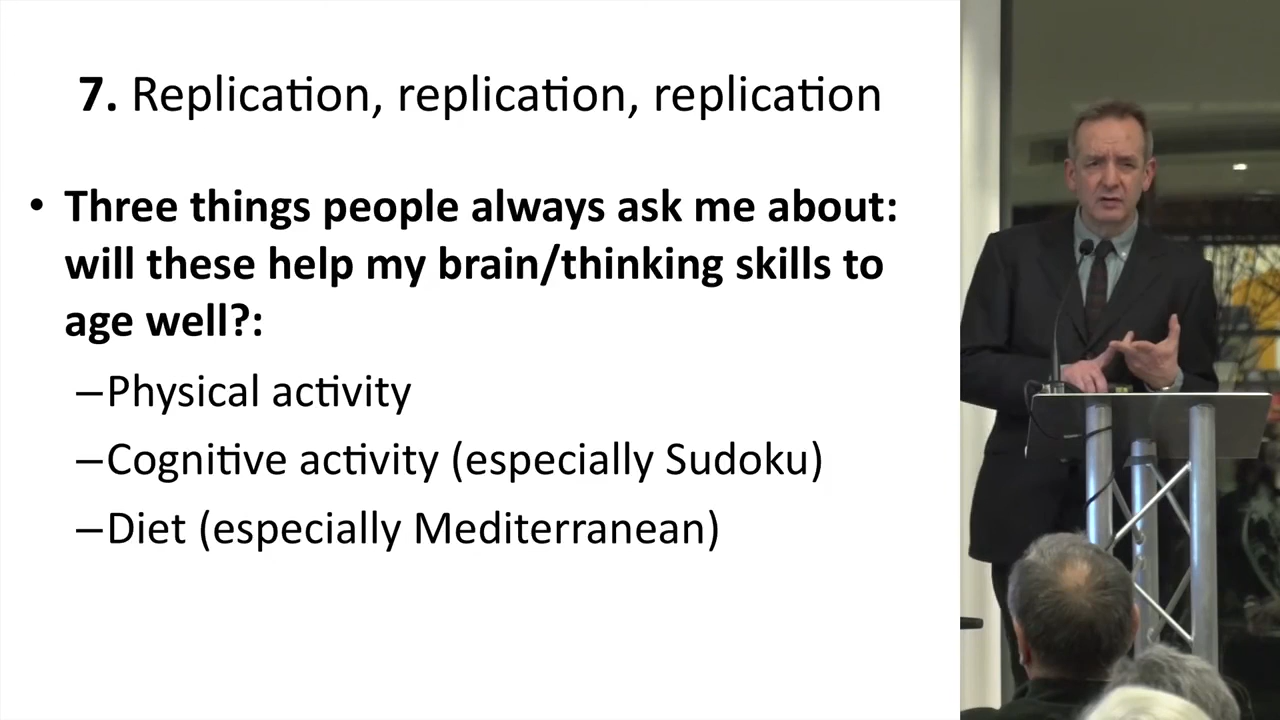 7. Replication, replication, replication
• Three things people always ask me about:
will these help my brain/thinking skills to
age well?:
–Physical activity
–Cognitive activity (especially Sudoku)
–Diet (especially Mediterranean)